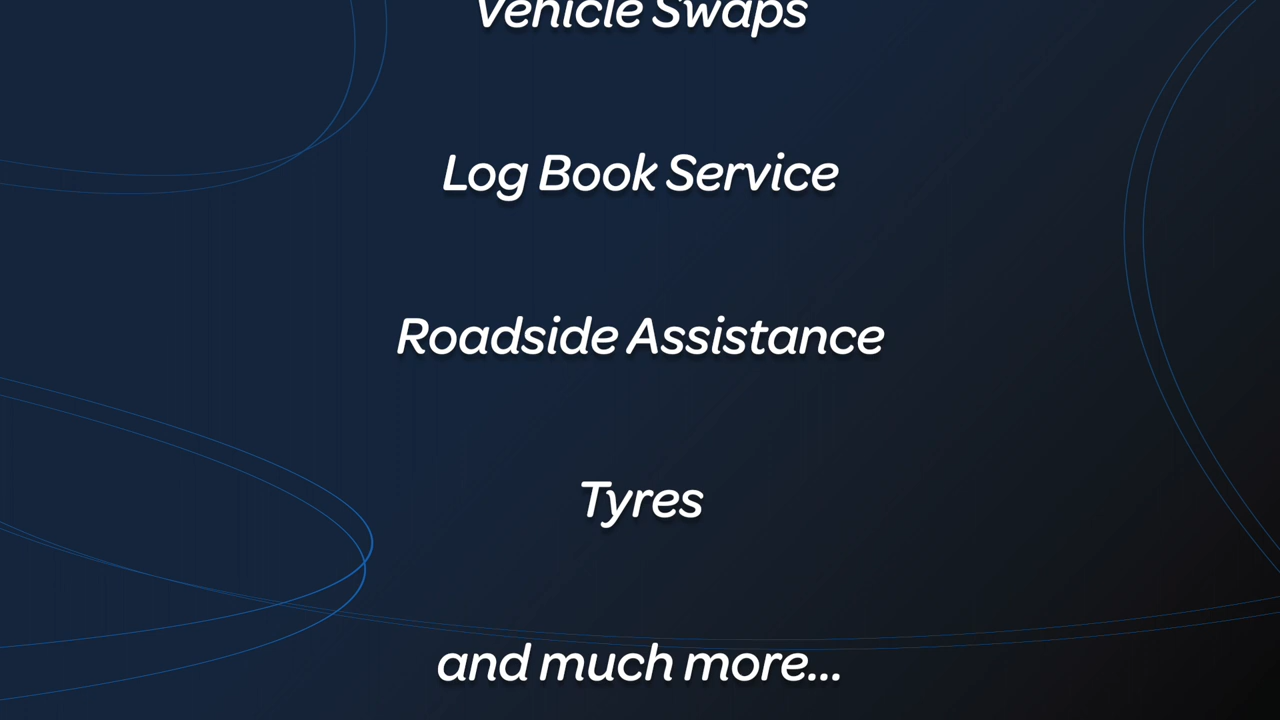 Vehicle Swaps
Log Book Service
Roadside Assistance
Tyres
and much more...